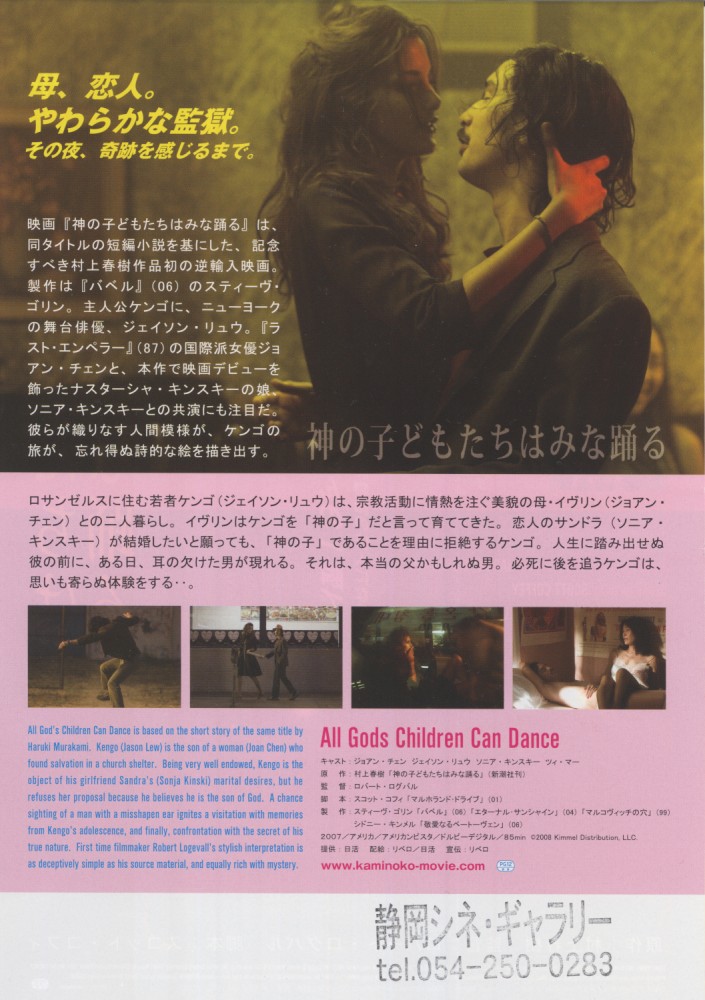 母、恋人。
やわらかな監獄。
その夜、奇跡を感じるまで。
映画『神の子どもたちはみな踊る』は、
同タイトルの短編小説を基にした、記念
すべき村上春樹作品初の逆輸入映画。
製作は『バベル』(06) のスティーヴ・
ゴリン。主人公ケンゴに、ニューヨーク
の舞台俳優、ジェイソン・リュウ。『ラ
スト・エンペラー』(87) の国際派女優ジョ
アン・チェンと、本作で映画デビューを
飾ったナスターシャ・キンスキーの娘、
ソニア・キンスキーとの共演にも注目だ。
彼らが織りなす人間模様が、ケンゴの
旅が、忘れ得ぬ詩的な絵を描き出す。
神の子どもたちはみな踊る
ロサンゼルスに住む若者ケンゴ(ジェイソン・リュウ)は、宗教活動に情熱を注ぐ美貌の母・イヴリン(ジョアン・
チェン)との二人暮らし。イヴリンはケンゴを「神の子」だと言って育ててきた。恋人のサンドラ(ソニア・
キンスキー)が結婚したいと願っても、「神の子」であることを理由に拒絶するケンゴ。人生に踏み出せぬ
彼の前に、ある日、耳の欠けた男が現れる。それは、本当の父かもしれぬ男。必死に後を追うケンゴは、
思いも寄らぬ体験をする‥。
All God's Children Can Dance is based on the short story of the same title by
Haruki Murakami. Kengo (Jason Lew) is the son of a woman (Joan Chen) who
found salvation in a church shelter. Being very well endowed, Kengo is the
object of his girlfriend Sandra's (Sonja Kinski) marital desires, but he
refuses her proposal because he believes he is the son of God. A chance
sighting of a man with a misshapen ear ignites a visitation with memories
from Kengo's adolescence, and finally, confrontation with the secret of his
true nature. First time filmmaker Robert Logevall's stylish interpretation is
as deceptively simple as his source material, and equally rich with mystery.
All Gods Children Can Dance
キャスト:ジョアン・チェン ジェイソン・リュウ ソニア・キンスキー ツィ・マー
原 作:村上春樹「神の子どもたちはみな踊る」(新潮社刊)
監 督:ロバート・ログバル
脚 本:スコット・コフィ「マルホランド・ドライブ」(01)
製 作:スティーヴ・ゴリン「バベル」(06)「エターナル・サンシャイン」(04)「マルコヴィッチの穴」(99)
シドニー・キンメル「敬愛なるベートーヴェン」(06)
2007/アメリカ/アメリカンビスタ/ドルビーデジタル/85min ©2008 Kimmel Distribution, LLC.
提供:日活 配給:リベロ/日活 宣伝:リベロ
www.kaminoko-movie.com
静岡シネ・ギャラリー
tel.054-250-0283